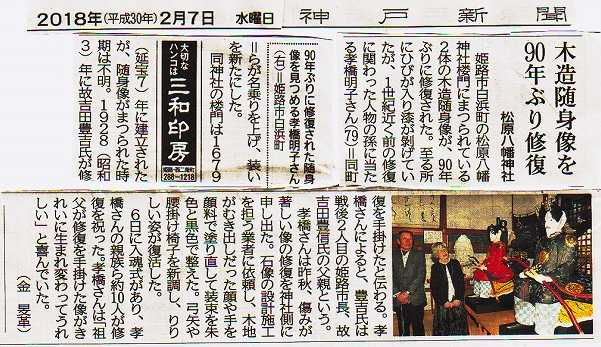 2018年(平成30年)2月7日 水曜日 神戸新聞
木造随身像を
90年ぶり修復
松原八幡神社
姫路市白浜町の松原八幡
神社楼門にまつられている
2体の木造随身像が、90年
ぶりに修復された。至る所
にひびが入り漆が剥げてい
たが、1世紀近く前の修復
に関わった人物の孫に当た
る孝橋明子さん(79)=同町
90年ぶりに修復された随身
像を見つめる孝橋明子さん
(右)=姫路市白浜町
=らが名乗りを上げ、装い
を新たにした。
同神社の楼門は1679
大切な
ハンコは
三和印房
姫路・西二階町
288-1218
(延宝7)年に建立された
が、随身像がまつられた時
期は不明。1928(昭和
3)年に故吉田豊吉氏が修
復を手掛けたと伝わる。孝
橋さんによると、豊吉氏は
戦後2人目の姫路市長、故
吉田豊信氏の父親という。
孝橋さんは昨秋、傷みが
著しい像の修復を神社側に
申し出た。石像の設計施工
を担う業者に依頼し、木地
がむき出しだった顔や手を
顔料で塗り直して装束を朱
色と黒色で整えた。弓矢や
腰掛け椅子を新調し、りり
しい姿が復活した。
6日に入魂式があり、孝
橋さんの親族ら約10人が修
復を祝った。孝橋さんは「祖
父が修復を手掛けた像がき
れいに生まれ変わってうれ
しい」と喜んでいた。
(金 旻革)